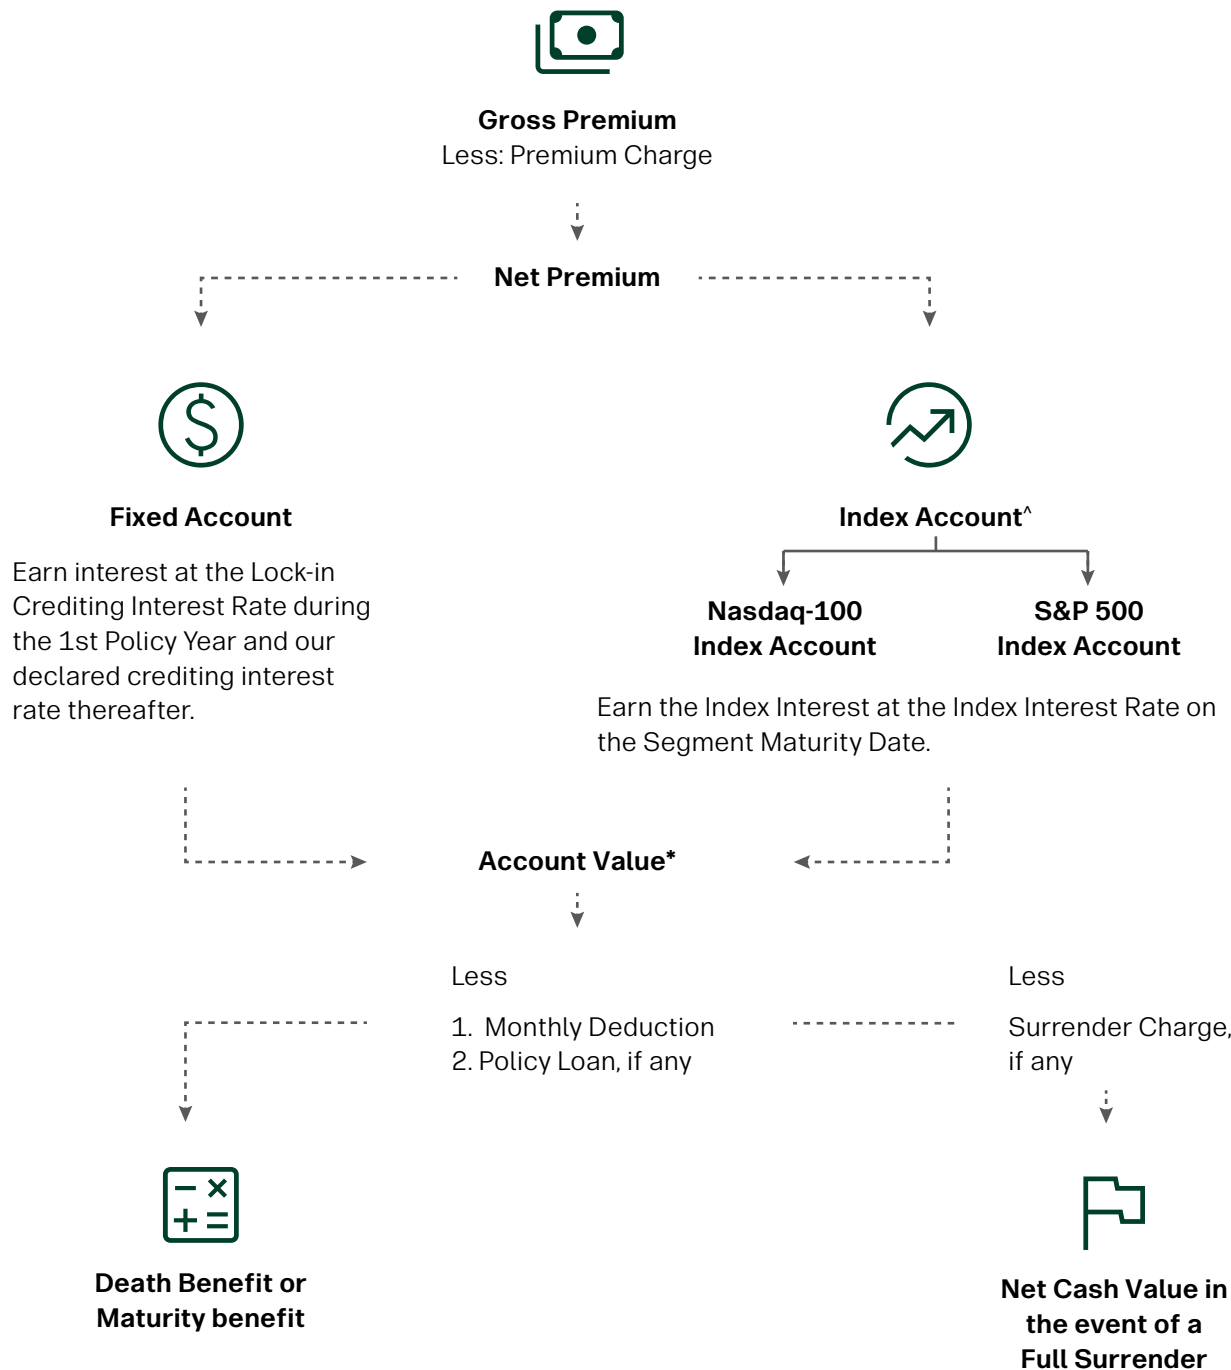 Gross Premium
Less: Premium Charge
Net Premium
Fixed Account
Earn interest at the Lock-in
Crediting Interest Rate during
the 1st Policy Year and our
declared crediting interest
rate thereafter.
Index Account^
Nasdaq-100
Index Account
S&P 500
Index Account
Earn the Index Interest at the Index Interest Rate on
the Segment Maturity Date.
Account Value*
Less
1. Monthly Deduction
2. Policy Loan, if any
Less
Surrender Charge,
if any
Death Benefit or
Maturity benefit
Net Cash Value in
the event of a
Full Surrender